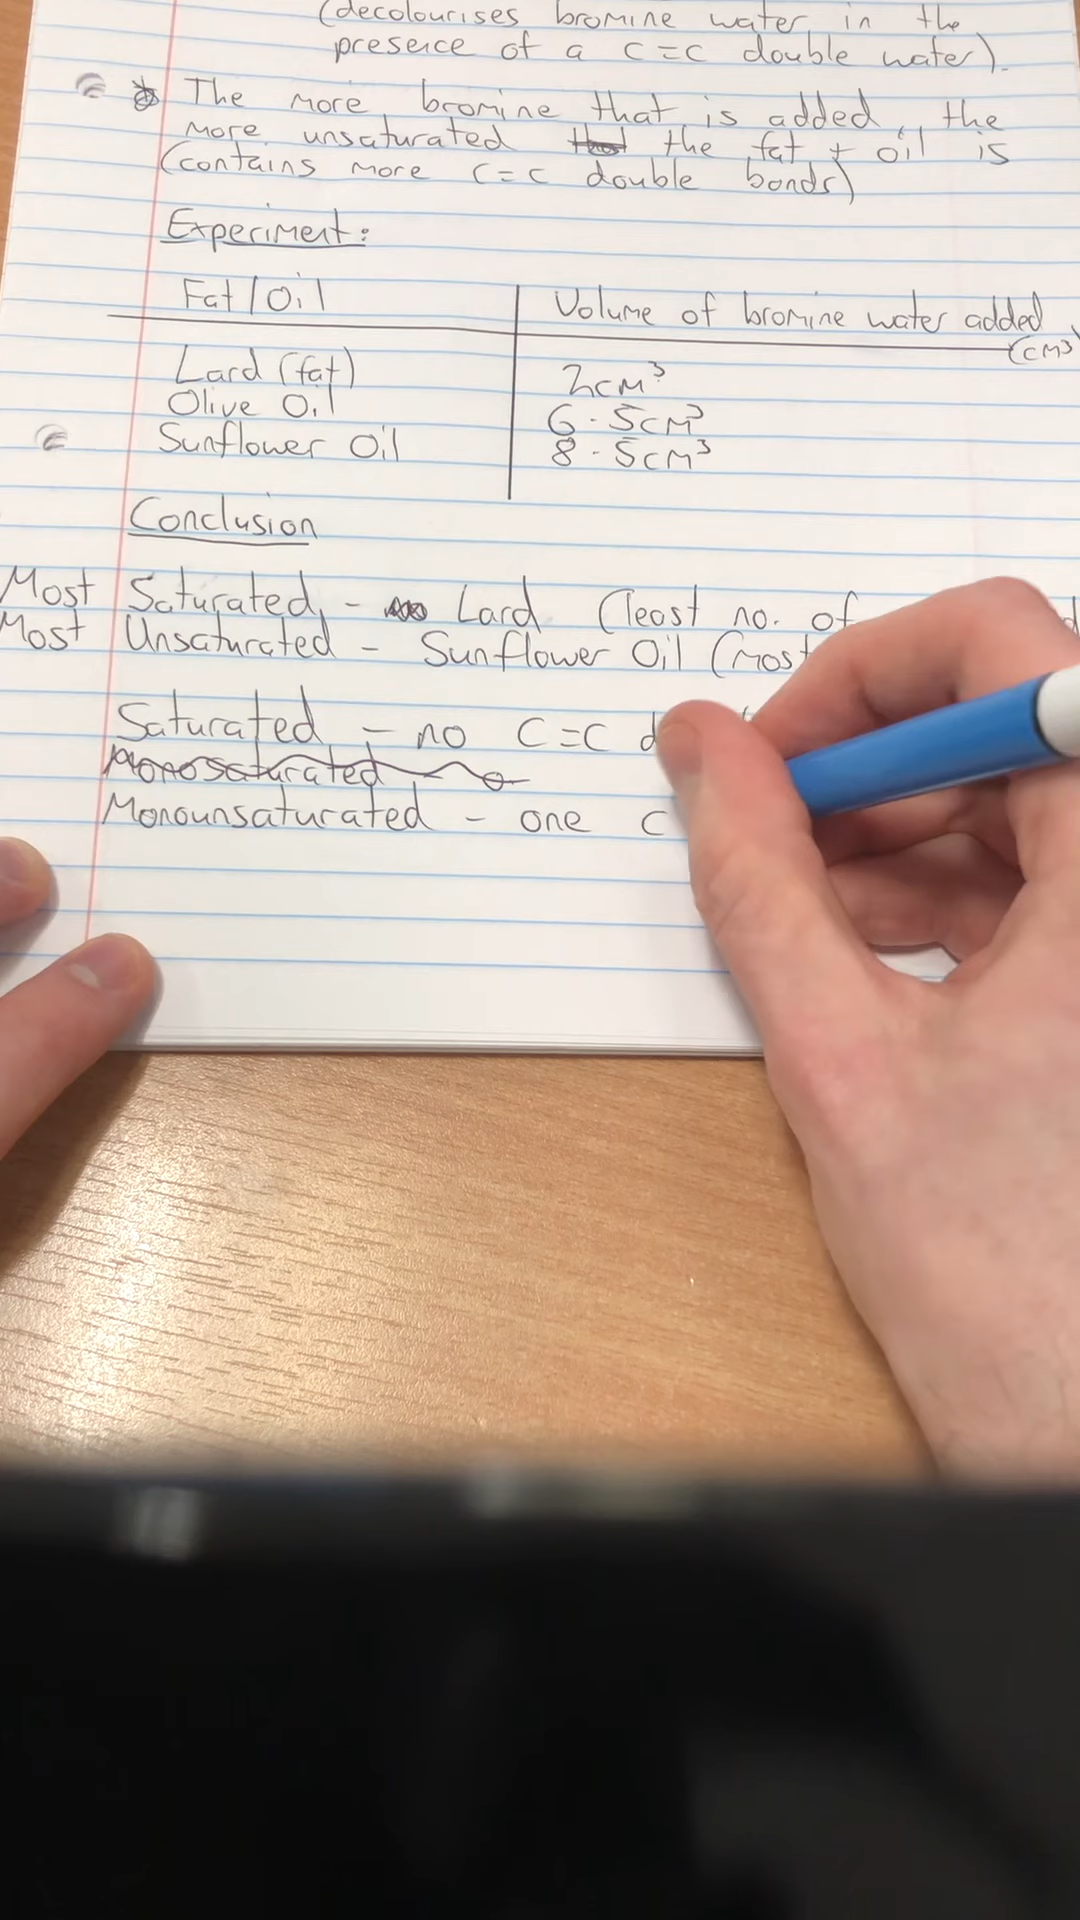 (decolourises bromine water in the
presence of a C=C double water).
* The more bromine that is added, the
more unsaturated the fat + oil is
(contains more C=C double bonds)
Experiment:
Fat/Oil Volume of bromine water added (cm³)
Lard (fat) 2cm³
Olive Oil 6.5cm³
Sunflower Oil 8.5cm³
Conclusion
Most Saturated - Lard (least no. of
Most Unsaturated - Sunflower Oil (most
Saturated - no C=C d
Monosaturated
Monounsaturated - one C